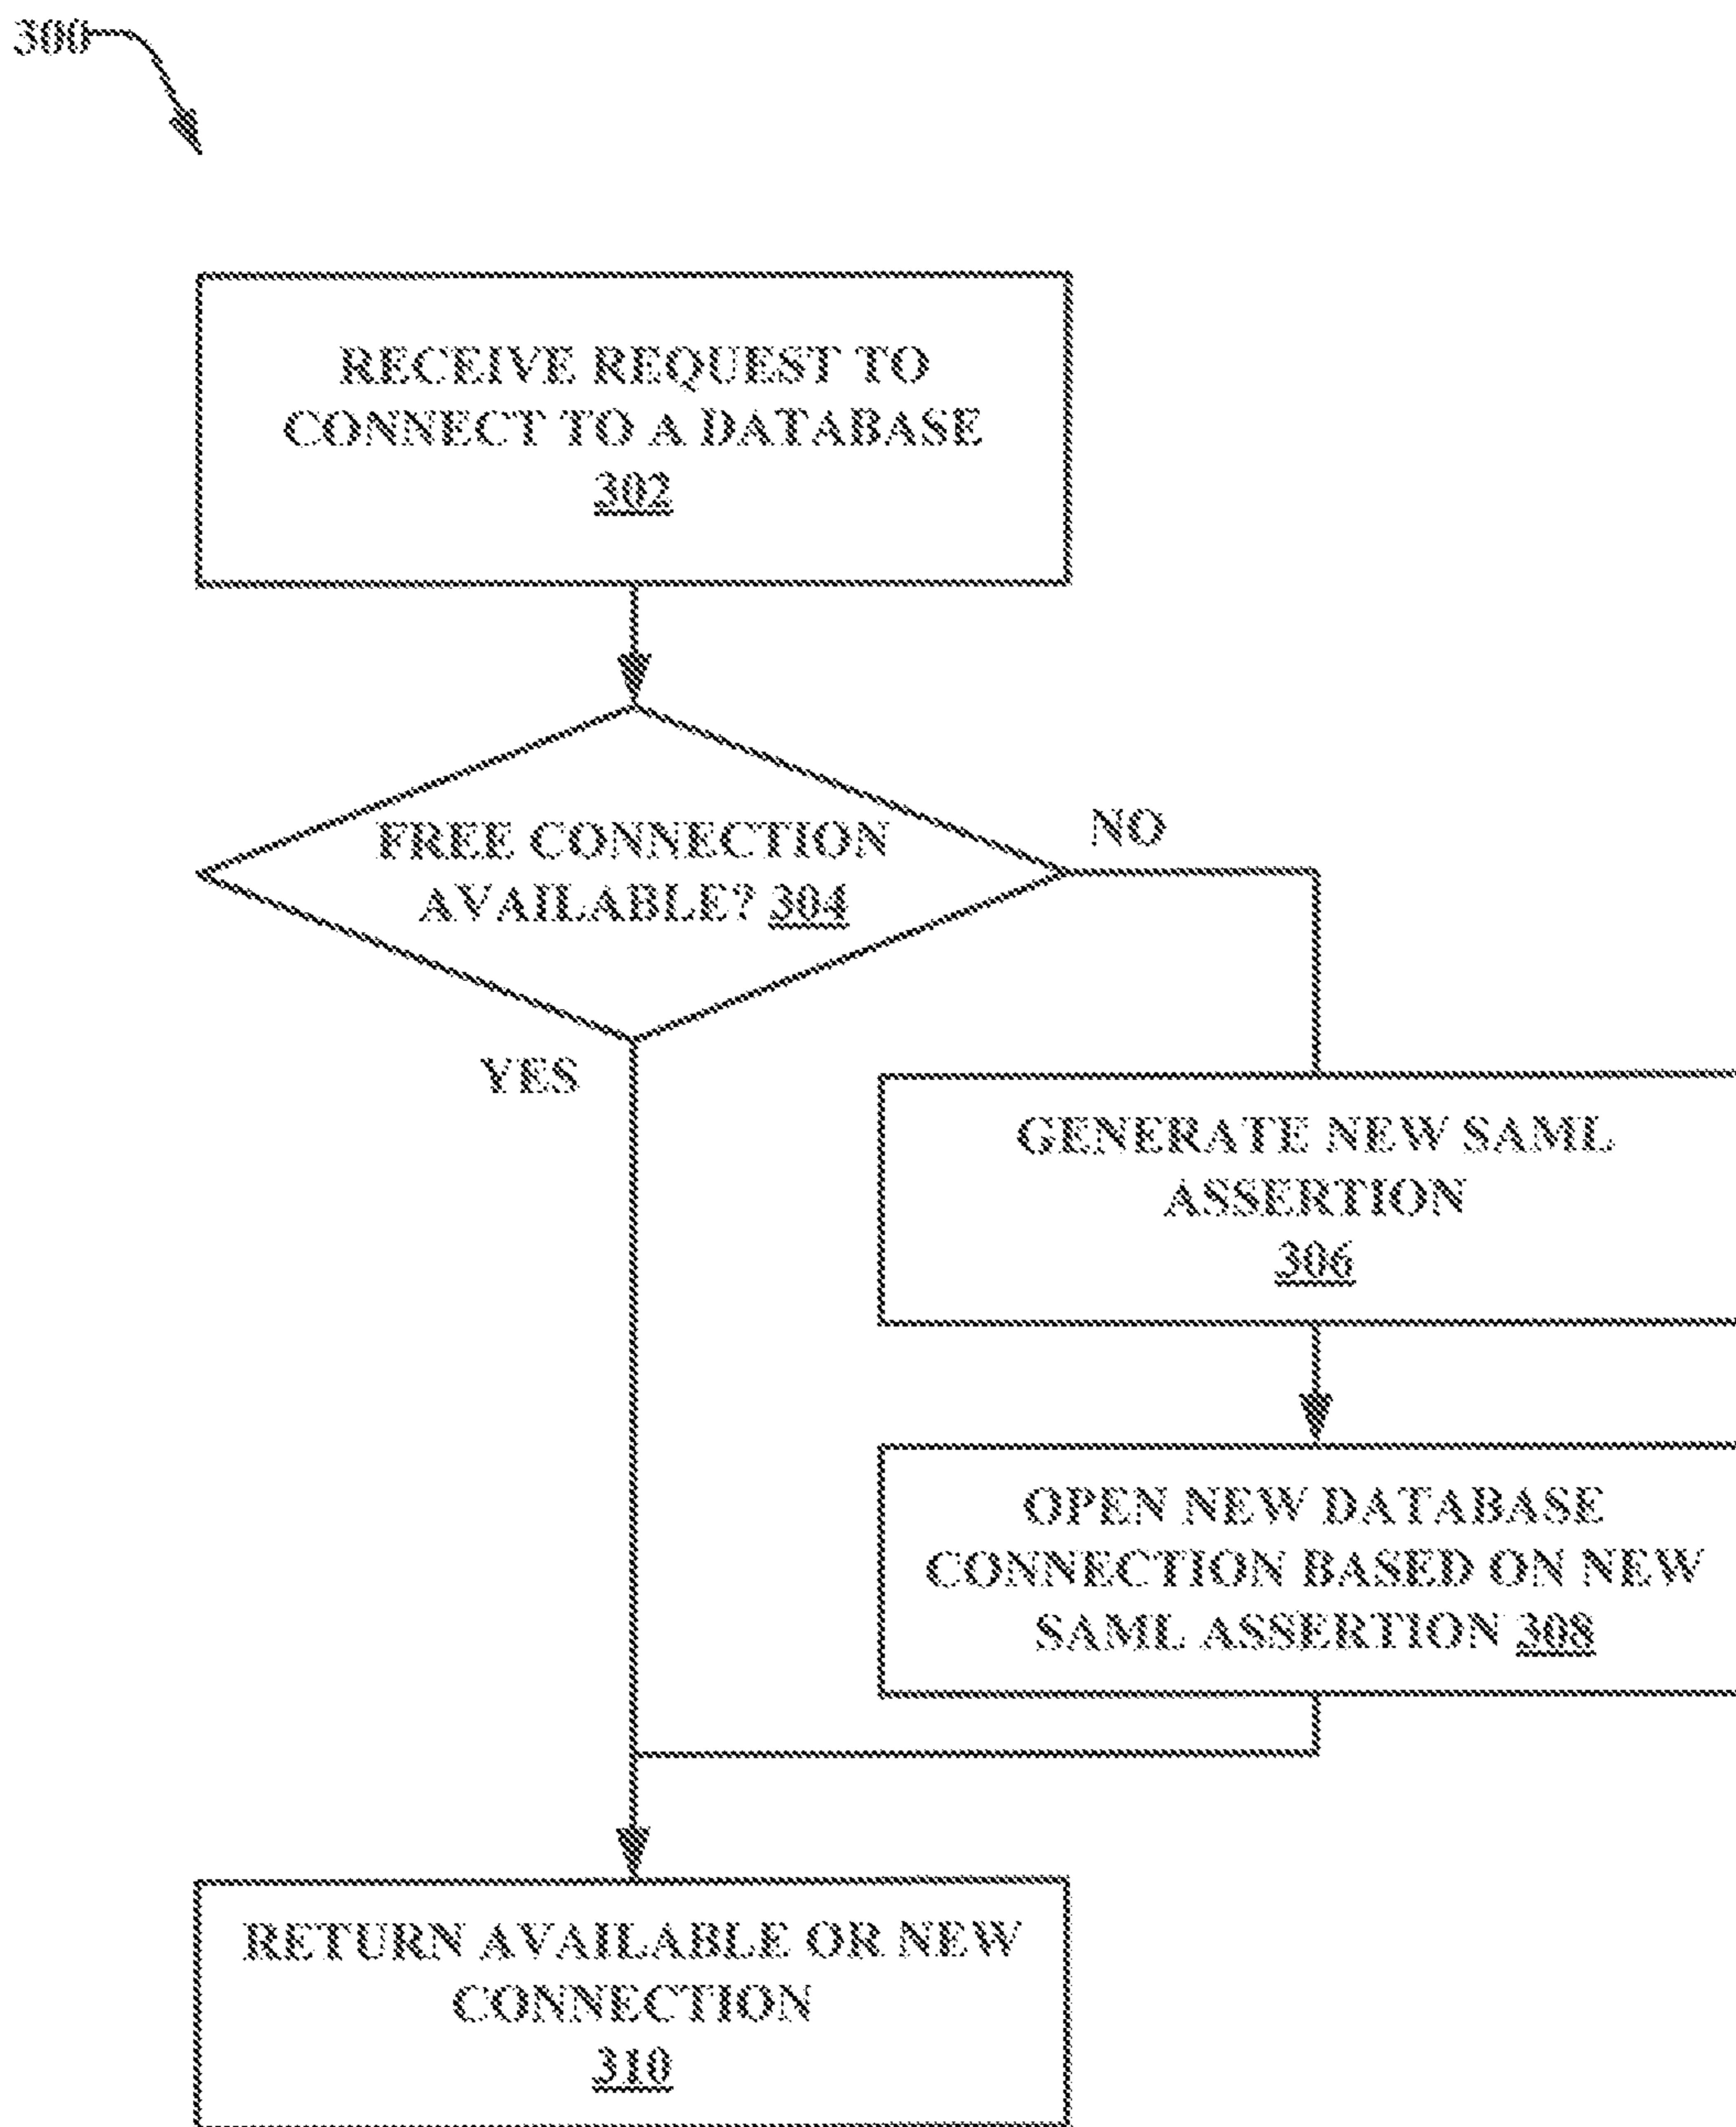 300
RECEIVE REQUEST TO
CONNECT TO A DATABASE
302
FREE CONNECTION
AVAILABLE? 304
NO
YES
GENERATE NEW SAML
ASSERTION
306
OPEN NEW DATABASE
CONNECTION BASED ON NEW
SAML ASSERTION 308
RETURN AVAILABLE OR NEW
CONNECTION
310